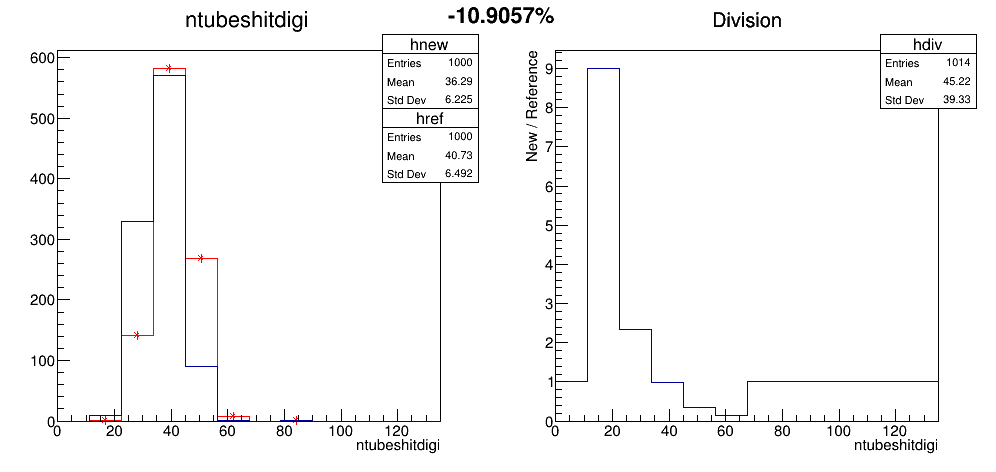 -10.9057%
ntubeshitdigi
hnew
Entries 1000
Mean 36.29
Std Dev 6.225
href
Entries 1000
Mean 40.73
Std Dev 6.492
600
500
400
300
200
100
0
0 20 40 60 80 100 120
ntubeshitdigi
Division
hdiv
Entries 1014
Mean 45.22
Std Dev 39.33
New / Reference
9
8
7
6
5
4
3
2
1
0
0 20 40 60 80 100 120
ntubeshitdigi